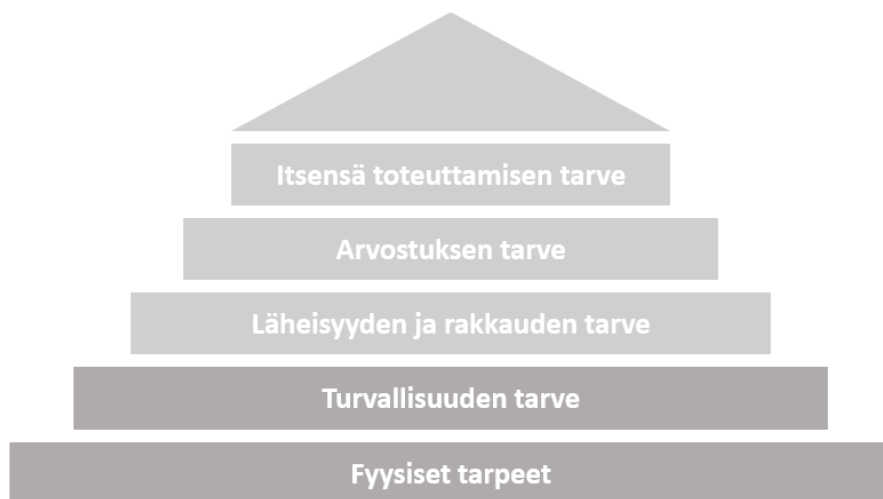 Itsensä toteuttamisen tarve
Arvostuksen tarve
Läheisyyden ja rakkauden tarve
Turvallisuuden tarve
Fyysiset tarpeet